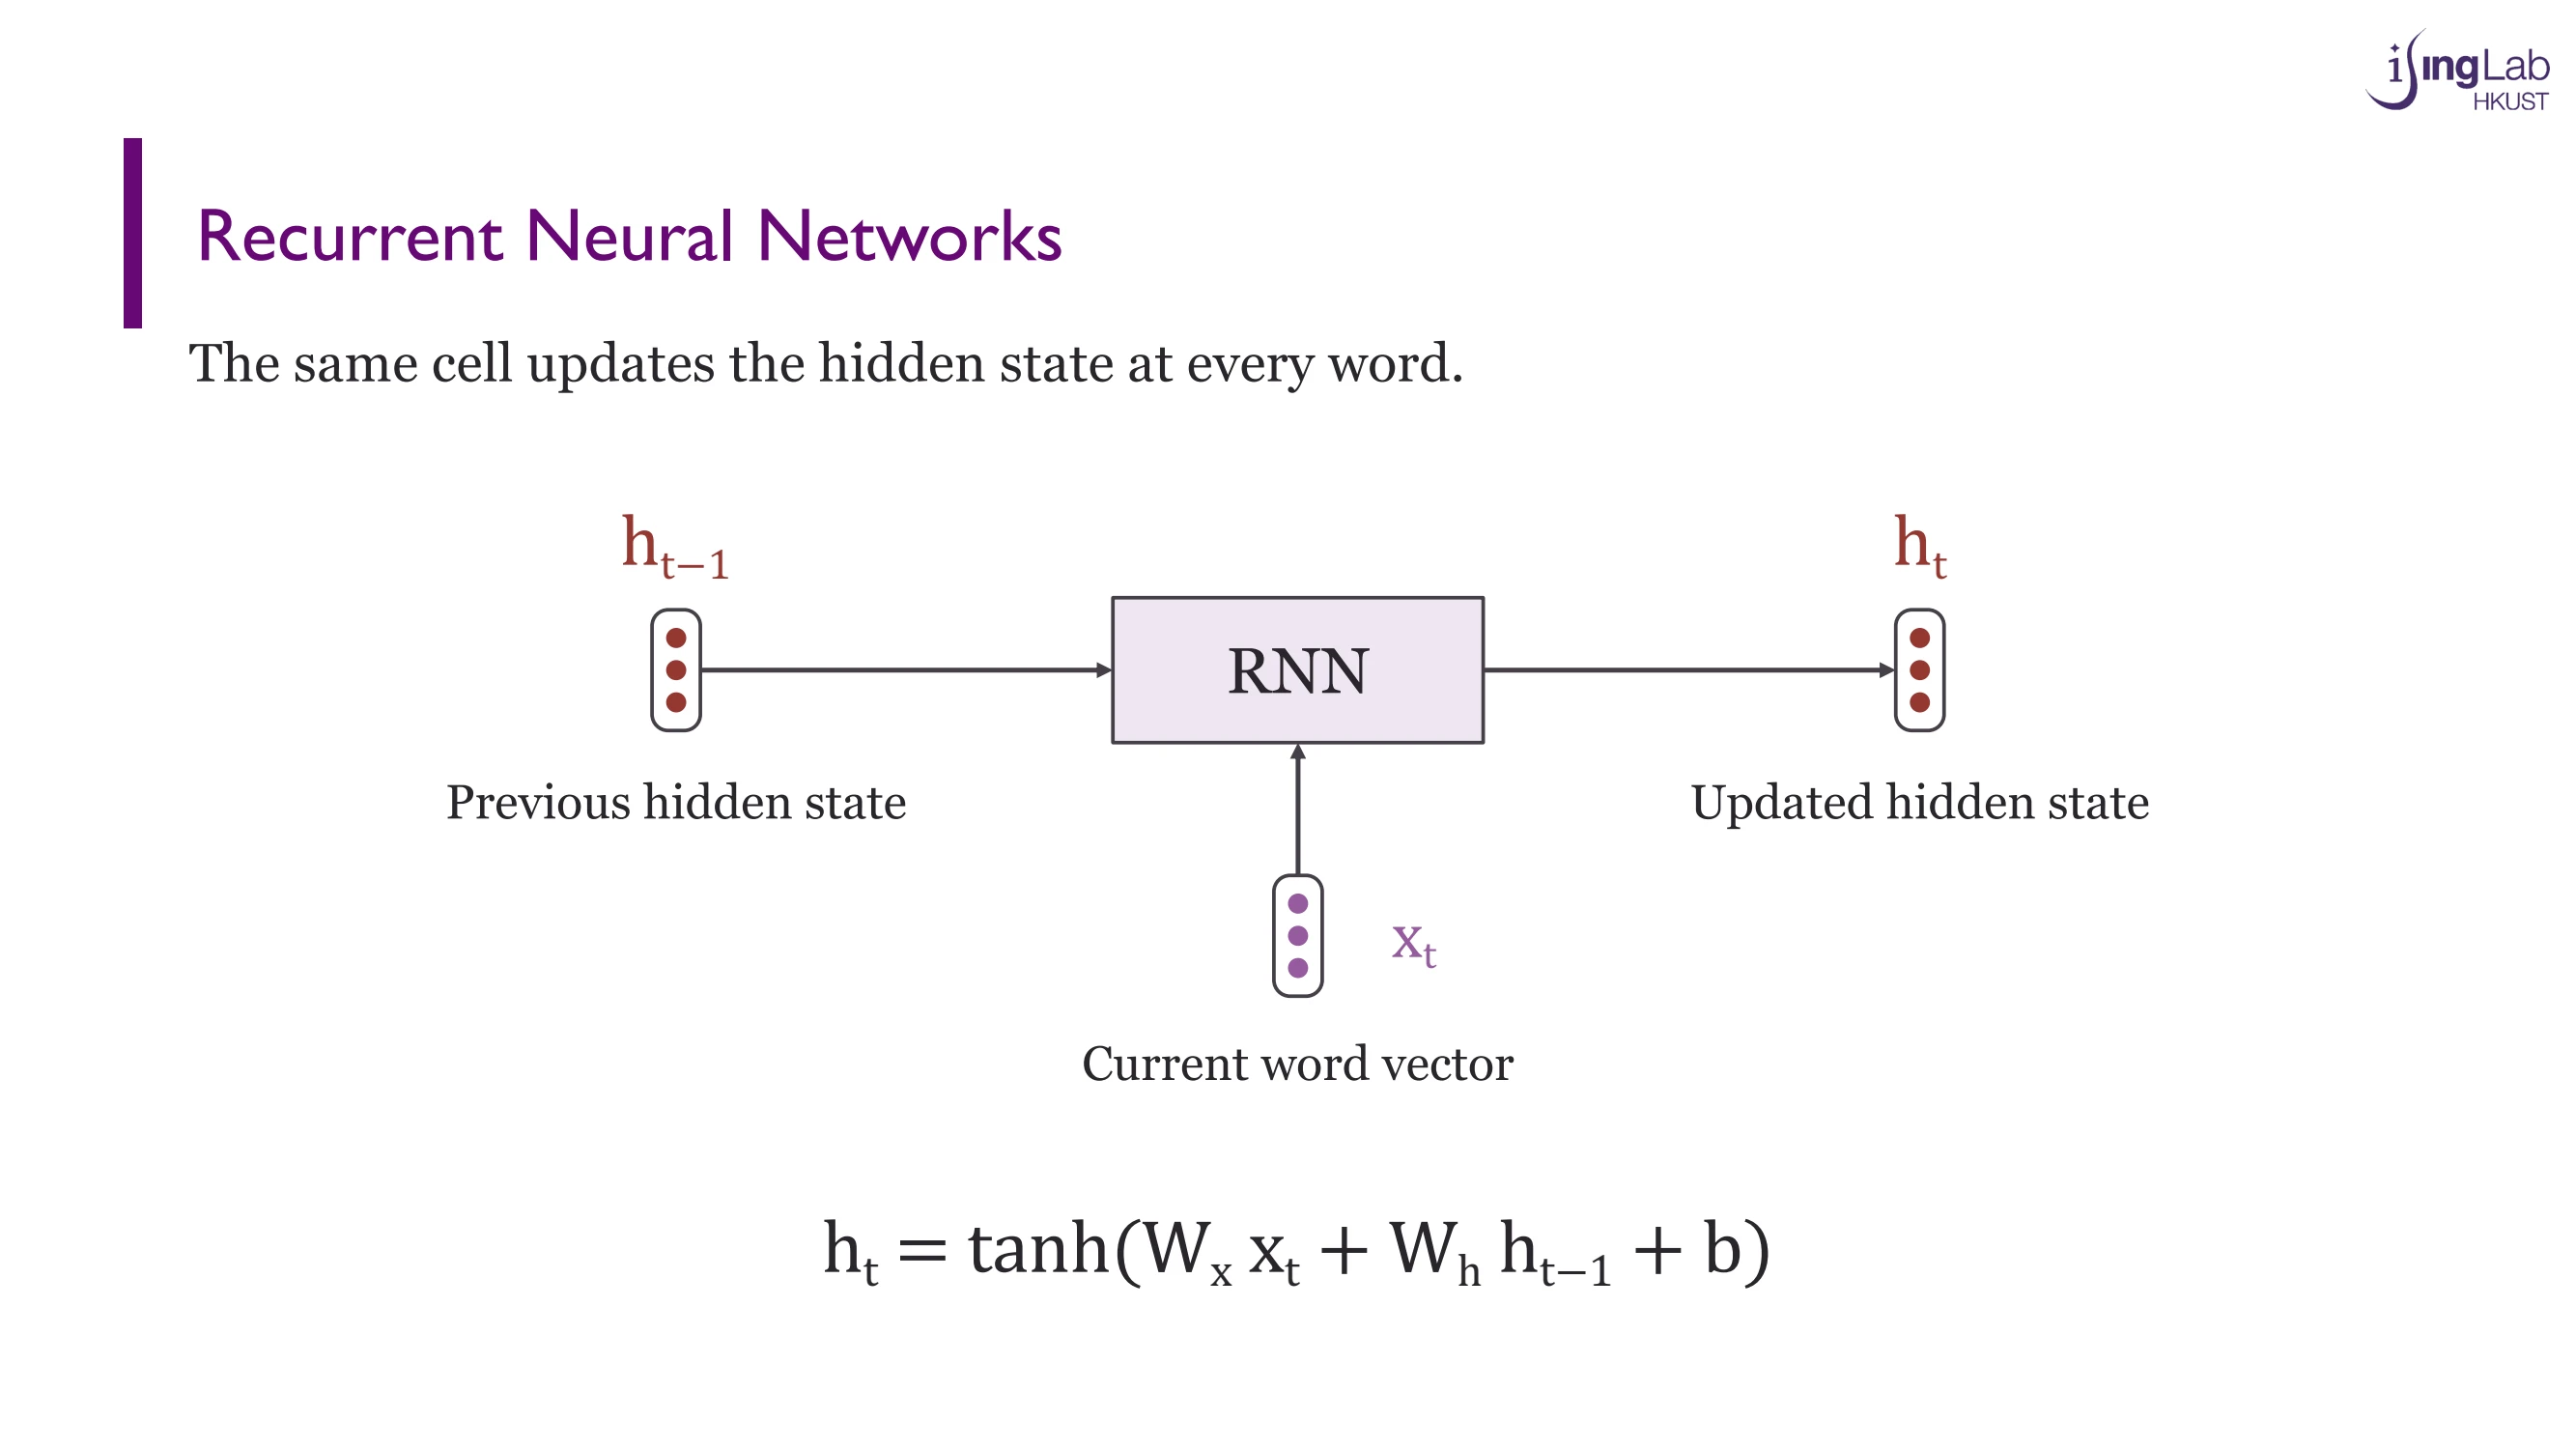 iSingLab
HKUST
Recurrent Neural Networks
The same cell updates the hidden state at every word.
hₜ₋₁
hₜ
RNN
Previous hidden state
Updated hidden state
xₜ
Current word vector
hₜ = tanh(Wₓ xₜ + Wₕ hₜ₋₁ + b)